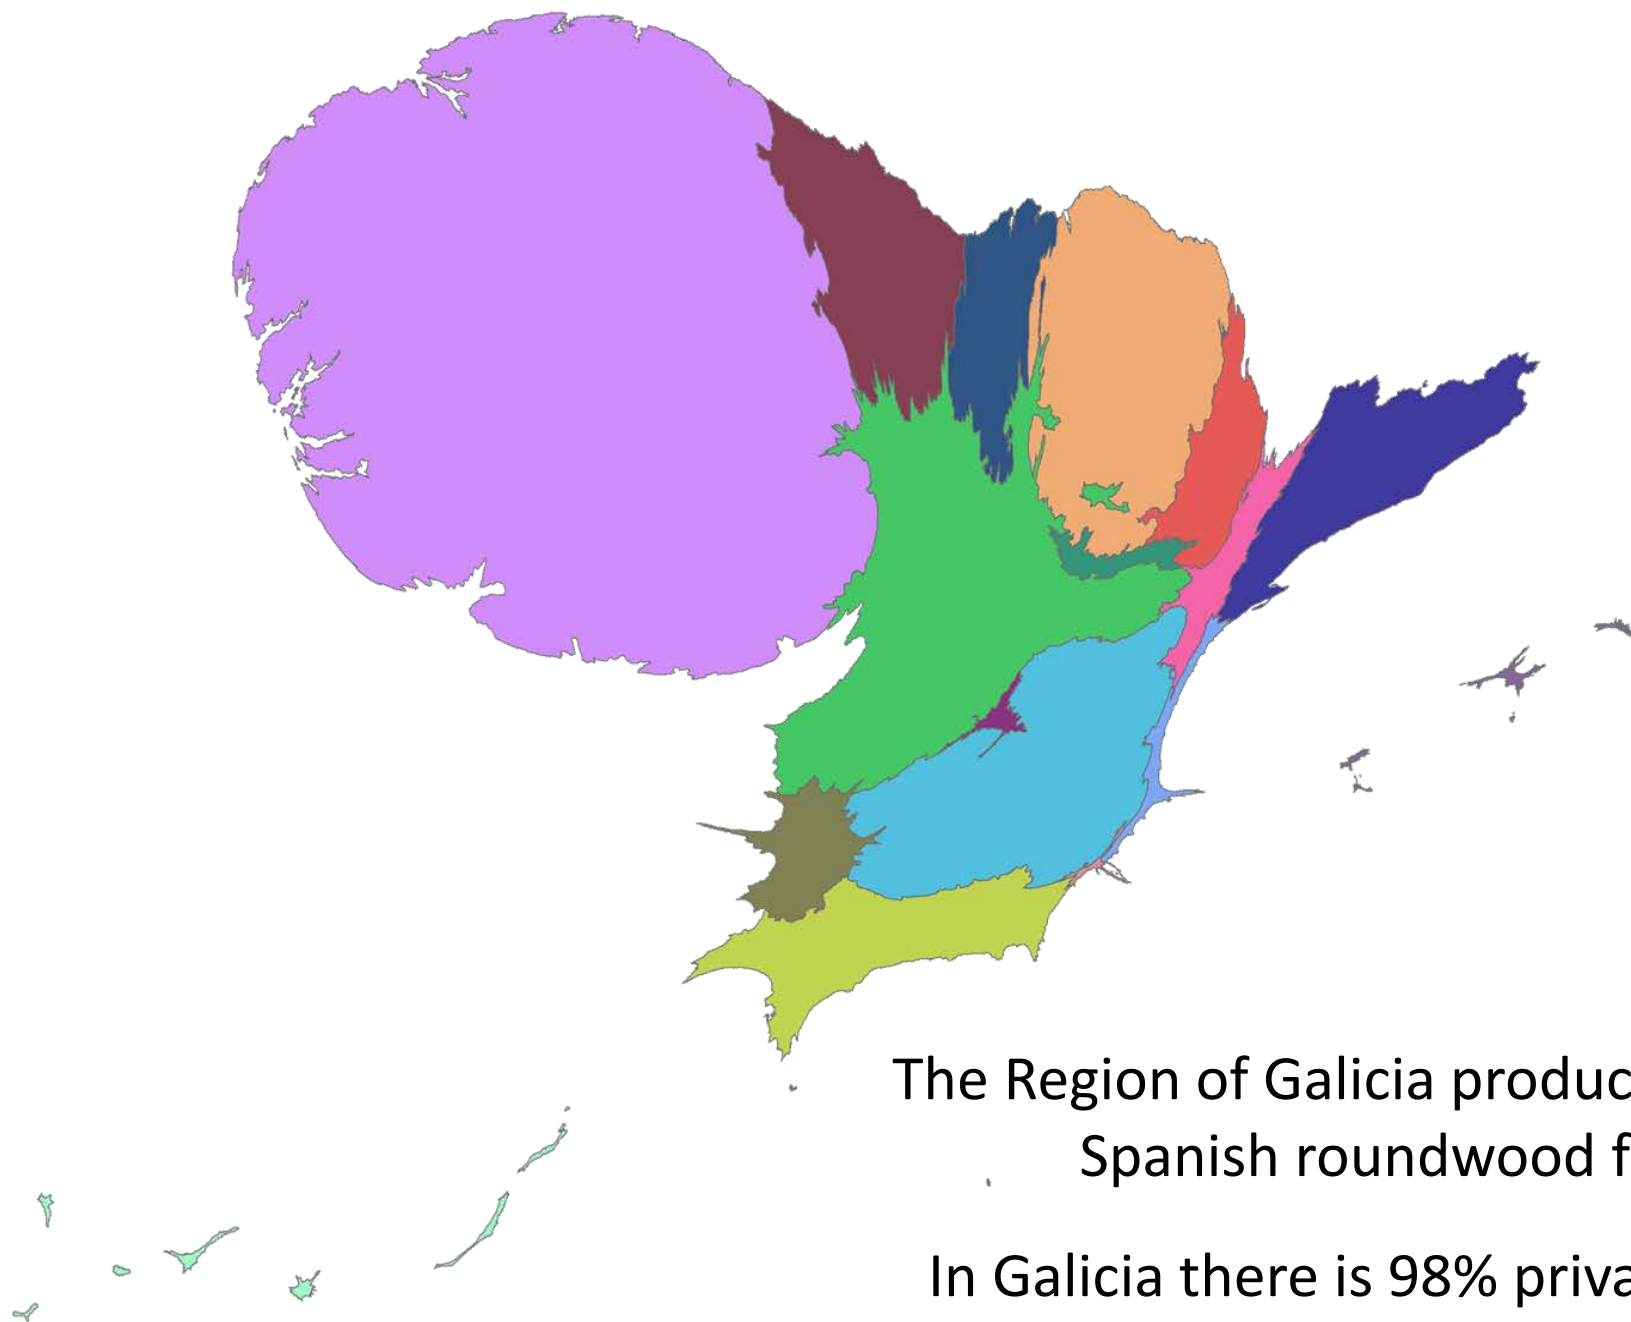 The Region of Galicia produc
Spanish roundwood f
In Galicia there is 98% priva